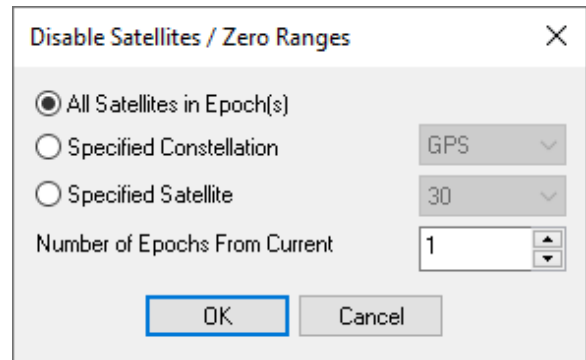 Disable Satellites / Zero Ranges
All Satellites in Epoch(s)
Specified Constellation GPS
Specified Satellite 30
Number of Epochs From Current 1
OK Cancel